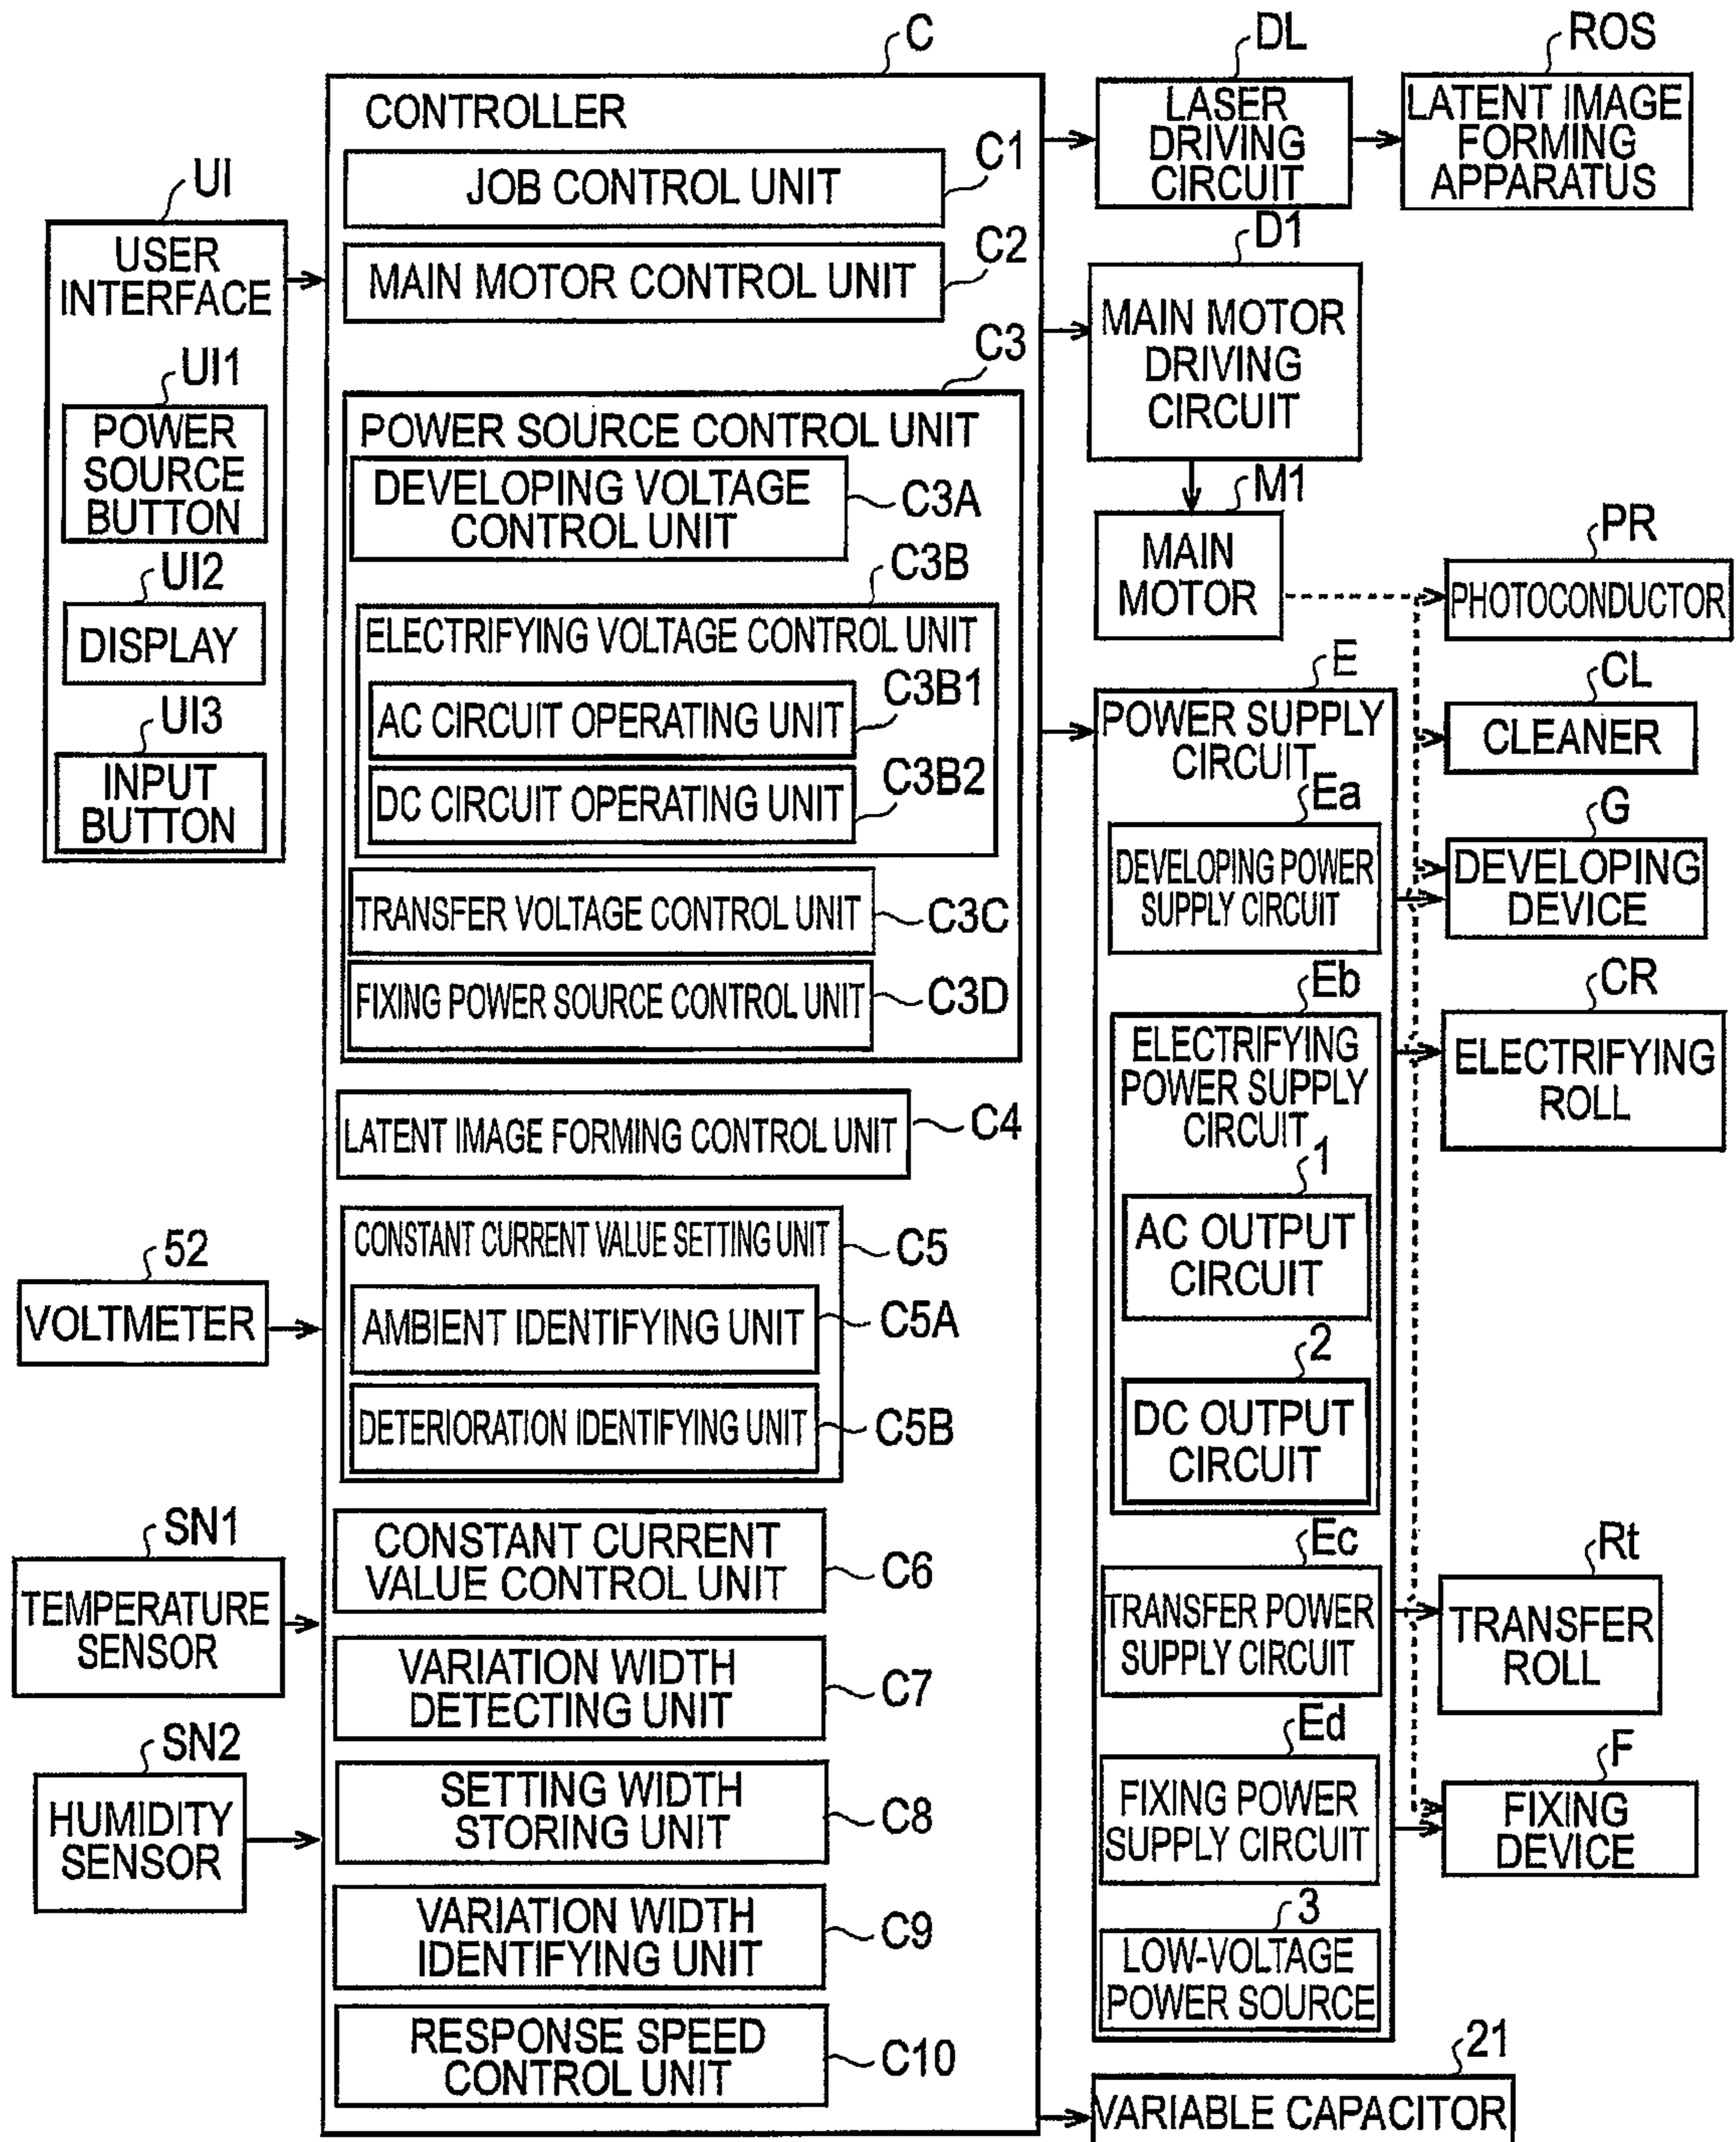 UI
USER
INTERFACE
UI1
POWER
SOURCE
BUTTON
UI2
DISPLAY
UI3
INPUT
BUTTON
52
VOLTMETER
SN1
TEMPERATURE
SENSOR
SN2
HUMIDITY
SENSOR
C
CONTROLLER
C1
JOB CONTROL UNIT
C2
MAIN MOTOR CONTROL UNIT
C3
POWER SOURCE CONTROL UNIT
DEVELOPING VOLTAGE
CONTROL UNIT
C3A
C3B
ELECTRIFYING VOLTAGE CONTROL UNIT
C3B1
AC CIRCUIT OPERATING UNIT
C3B2
DC CIRCUIT OPERATING UNIT
TRANSFER VOLTAGE CONTROL UNIT
C3C
FIXING POWER SOURCE CONTROL UNIT
C3D
LATENT IMAGE FORMING CONTROL UNIT
C4
CONSTANT CURRENT VALUE SETTING UNIT
C5
AMBIENT IDENTIFYING UNIT
C5A
DETERIORATION IDENTIFYING UNIT
C5B
CONSTANT CURRENT
VALUE CONTROL UNIT
C6
VARIATION WIDTH
DETECTING UNIT
C7
SETTING WIDTH
STORING UNIT
C8
VARIATION WIDTH
IDENTIFYING UNIT
C9
RESPONSE SPEED
CONTROL UNIT
C10
DL
LASER
DRIVING
CIRCUIT
ROS
LATENT IMAGE
FORMING
APPARATUS
D1
MAIN MOTOR
DRIVING
CIRCUIT
M1
MAIN
MOTOR
PR
PHOTOCONDUCTOR
CL
CLEANER
G
DEVELOPING
DEVICE
CR
ELECTRIFYING
ROLL
Rt
TRANSFER
ROLL
F
FIXING
DEVICE
E
POWER SUPPLY
CIRCUIT
Ea
DEVELOPING POWER
SUPPLY CIRCUIT
Eb
ELECTRIFYING
POWER SUPPLY
CIRCUIT
1
AC OUTPUT
CIRCUIT
2
DC OUTPUT
CIRCUIT
Ec
TRANSFER POWER
SUPPLY CIRCUIT
Ed
FIXING POWER
SUPPLY CIRCUIT
3
LOW-VOLTAGE
POWER SOURCE
21
VARIABLE CAPACITOR